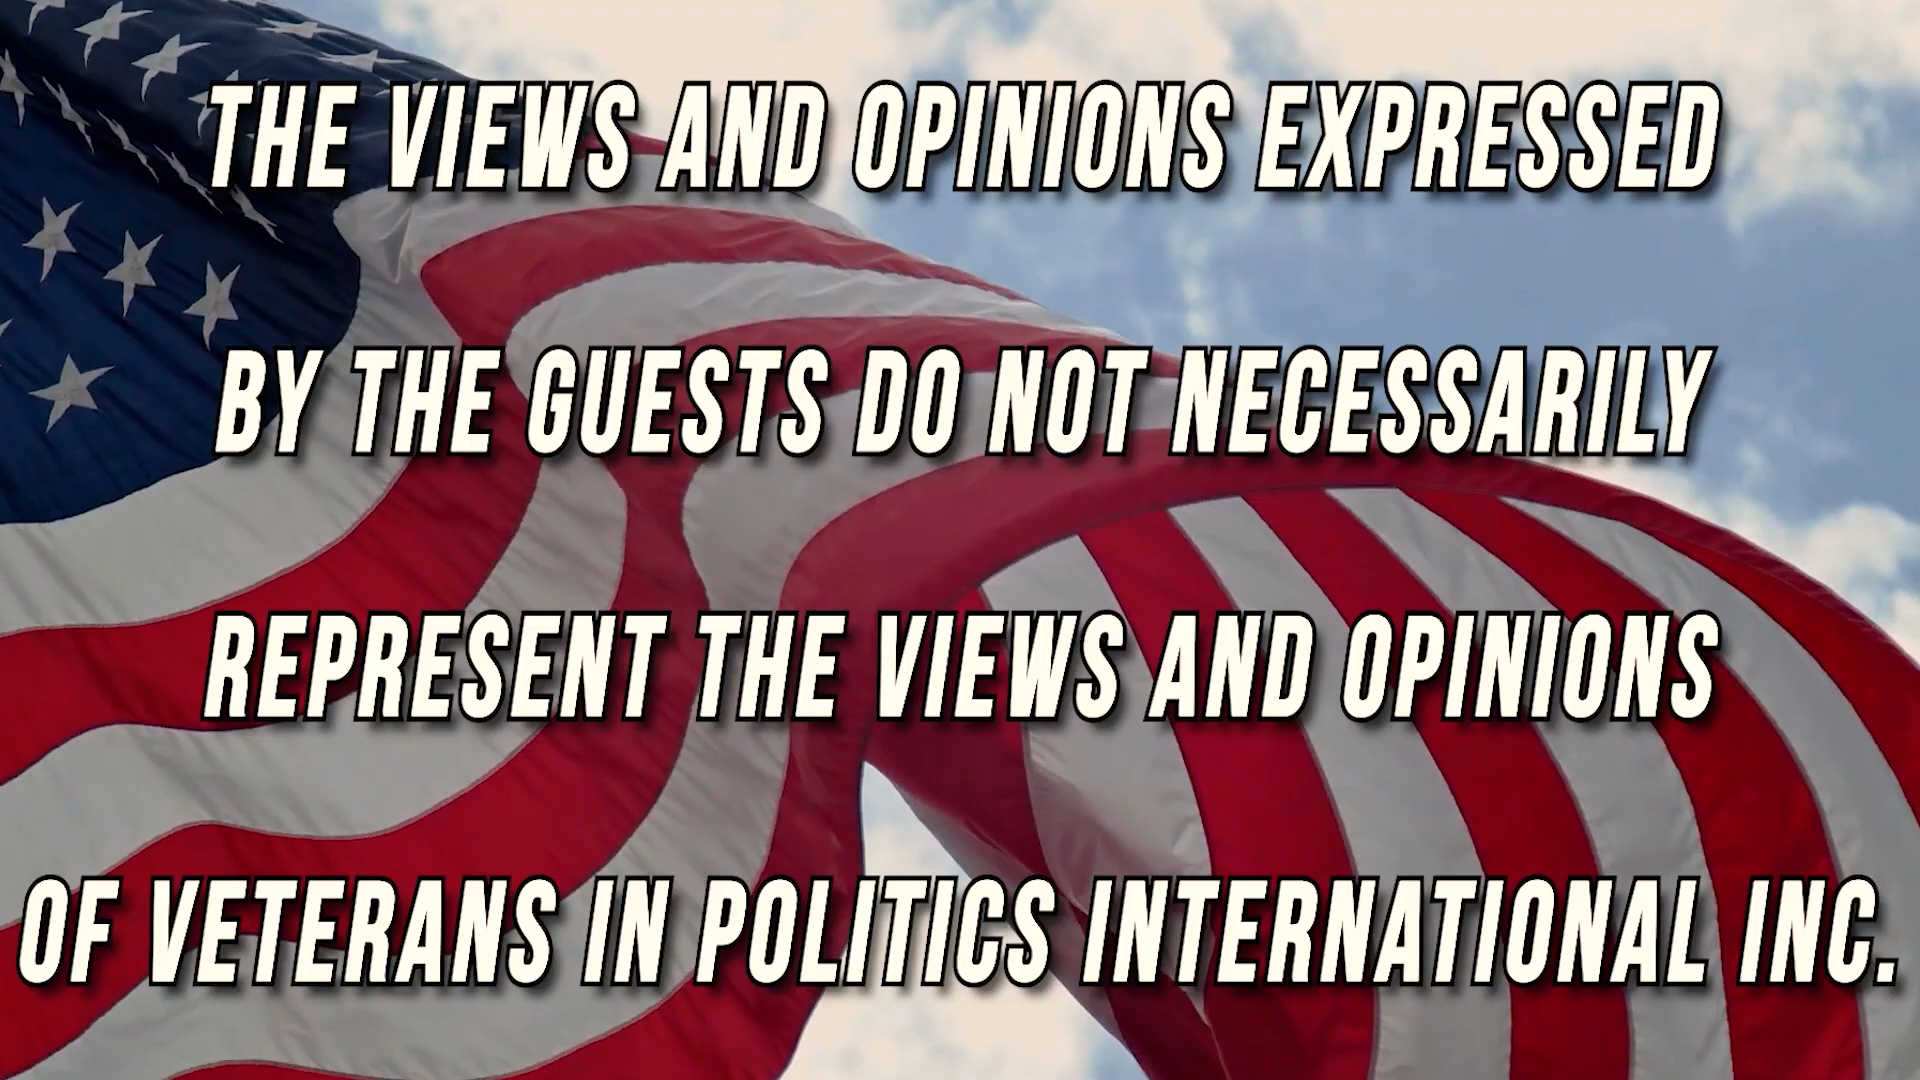 THE VIEWS AND OPINIONS EXPRESSED
BY THE GUESTS DO NOT NECESSARILY
REPRESENT THE VIEWS AND OPINIONS
OF VETERANS IN POLITICS INTERNATIONAL INC.